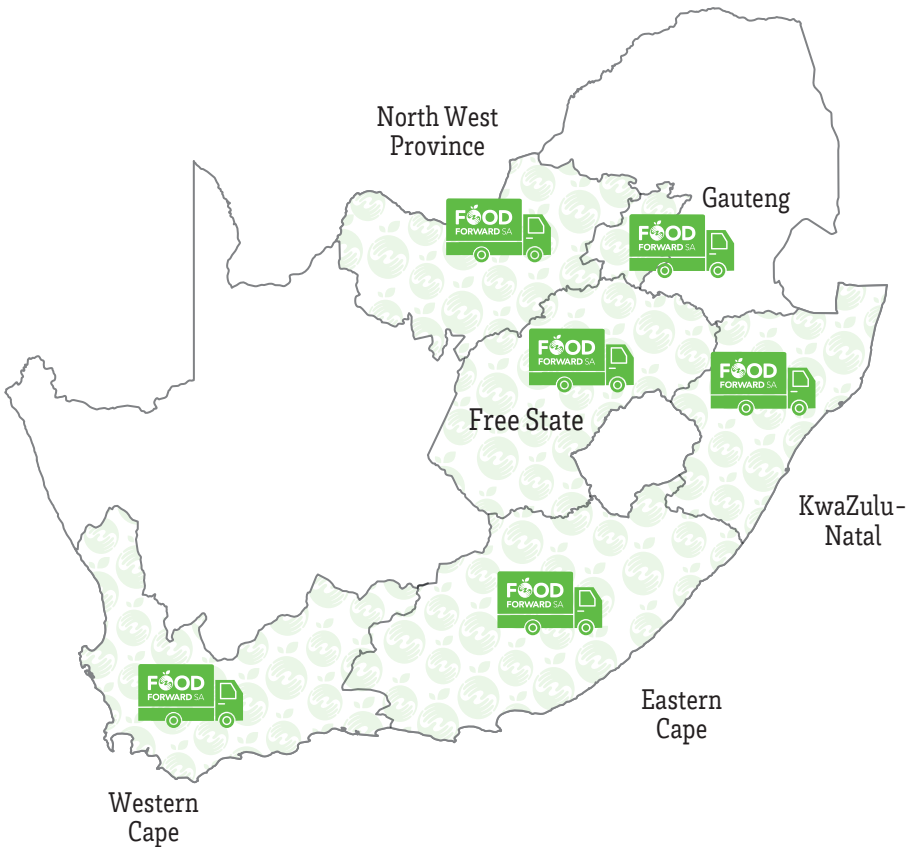 North West
Province
Gauteng
FOOD
FORWARD SA
FOOD
FORWARD SA
FOOD
FORWARD SA
FOOD
FORWARD SA
Free State
KwaZulu-
Natal
FOOD
FORWARD SA
FOOD
FORWARD SA
Eastern
Cape
Western
Cape